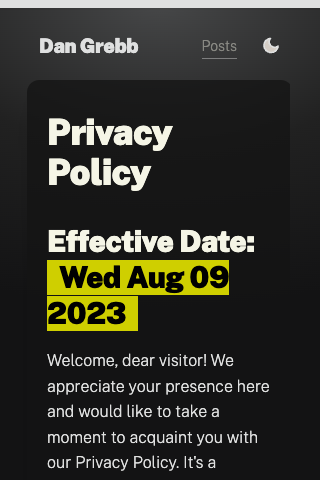 Dan Grebb
Posts
Privacy
Policy
Effective Date:
Wed Aug 09
2023
Welcome, dear visitor! We
appreciate your presence here
and would like to take a
moment to acquaint you with
our Privacy Policy. It's a